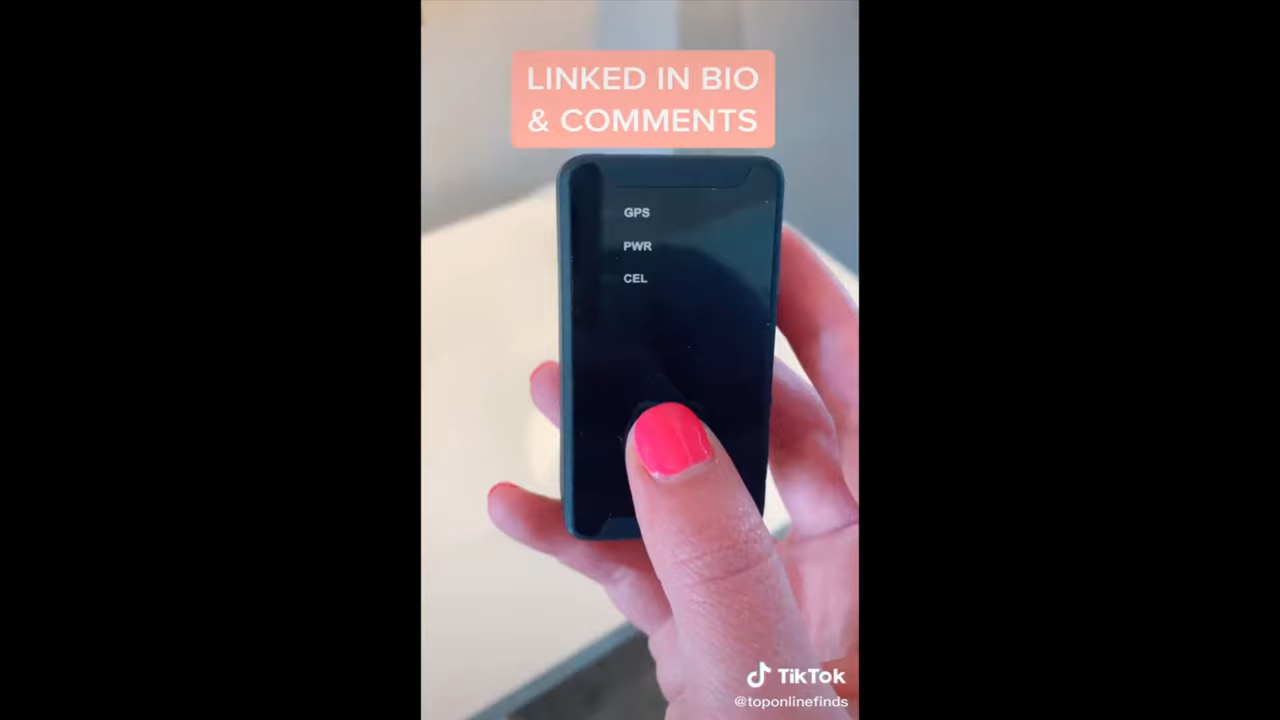 LINKED IN BIO
& COMMENTS
GPS
PWR
CEL
TikTok
@toponlinefinds